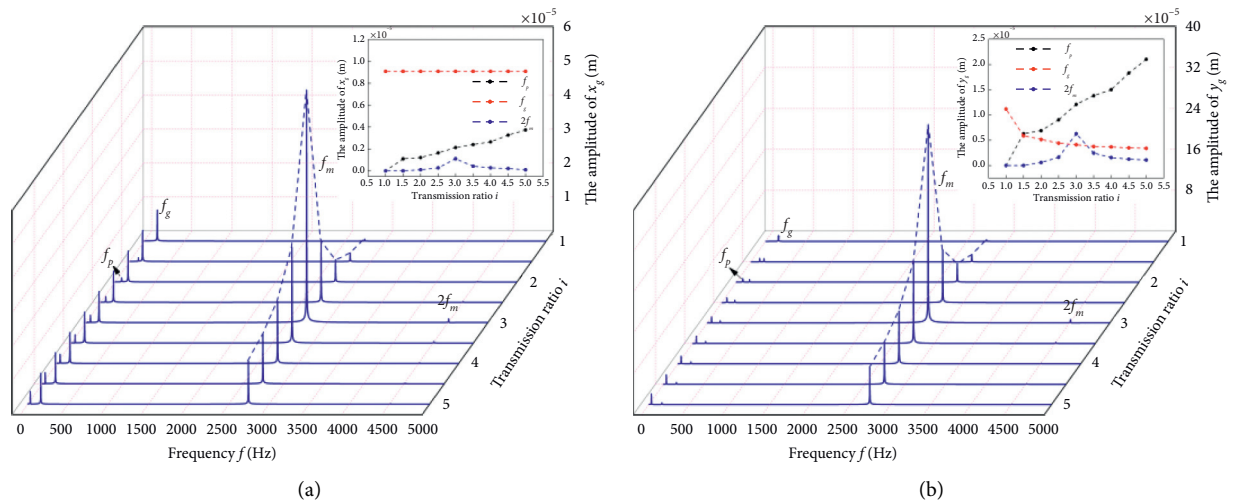 ×10⁻⁵
6
5
4
3
2
1
The amplitude of x_g (m)
1.2
1.0
0.8
0.6
0.4
0.2
0.0
The amplitude of x_g (m)
f_p
f_g
2f
0.5 1.0 1.5 2.0 2.5 3.0 3.5 4.0 4.5 5.0 5.5
Transmission ratio i
f_m
f_g
f_p
2f_m
1
2
3
4
5
Transmission ratio i
0 500 1000 1500 2000 2500 3000 3500 4000 4500 5000
Frequency f (Hz)
(a)
×10⁻⁵
40
32
24
16
8
The amplitude of y_g (m)
2.5
2.0
1.5
1.0
0.5
0.0
The amplitude of y_g (m)
f_p
f_g
2f_m
0.5 1.0 1.5 2.0 2.5 3.0 3.5 4.0 4.5 5.0 5.5
Transmission ratio i
f_m
f_g
f_p
2f_m
1
2
3
4
5
Transmission ratio i
0 500 1000 1500 2000 2500 3000 3500 4000 4500 5000
Frequency f (Hz)
(b)